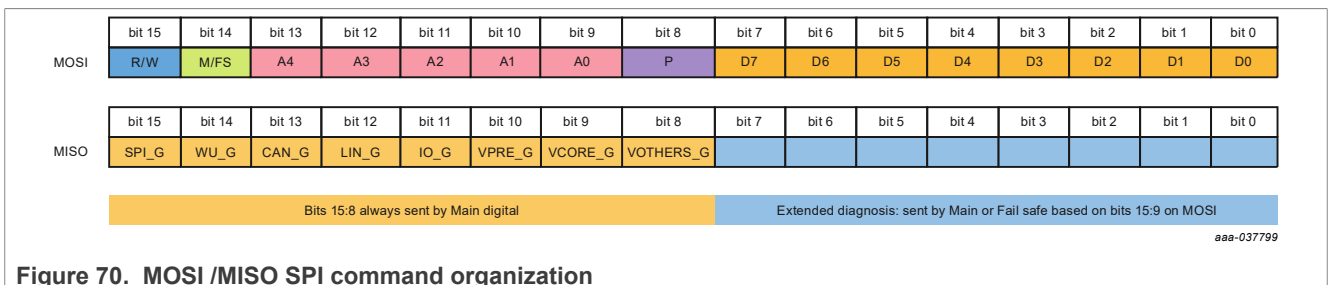 bit 15 bit 14 bit 13 bit 12 bit 11 bit 10 bit 9 bit 8 bit 7 bit 6 bit 5 bit 4 bit 3 bit 2 bit 1 bit 0
MOSI R/W M/FS A4 A3 A2 A1 A0 P D7 D6 D5 D4 D3 D2 D1 D0
bit 15 bit 14 bit 13 bit 12 bit 11 bit 10 bit 9 bit 8 bit 7 bit 6 bit 5 bit 4 bit 3 bit 2 bit 1 bit 0
MISO SPI_G WU_G CAN_G LIN_G IO_G VPRE_G VCORE_G VOTHERS_G
Bits 15:8 always sent by Main digital Extended diagnosis: sent by Main or Fail safe based on bits 15:9 on MOSI
aaa-037799
Figure 70. MOSI /MISO SPI command organization